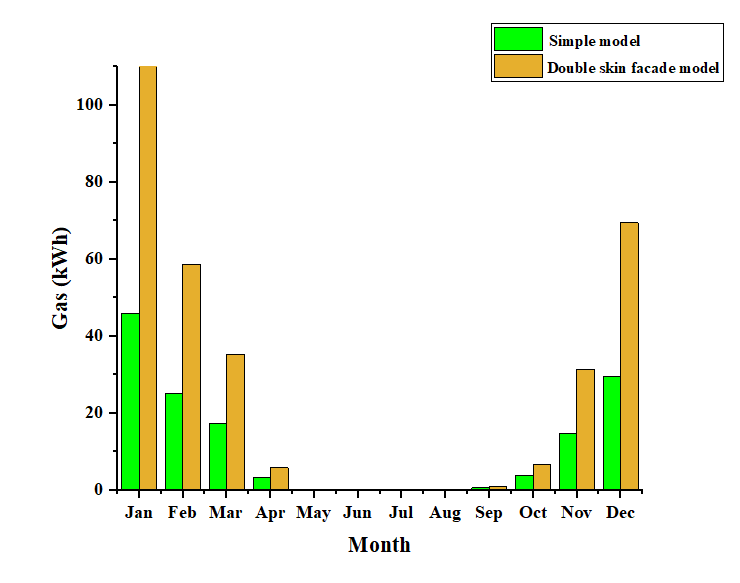 Simple model
Double skin facade model
100
80
60
40
20
0
Gas (kWh)
Jan Feb Mar Apr May Jun Jul Aug Sep Oct Nov Dec
Month